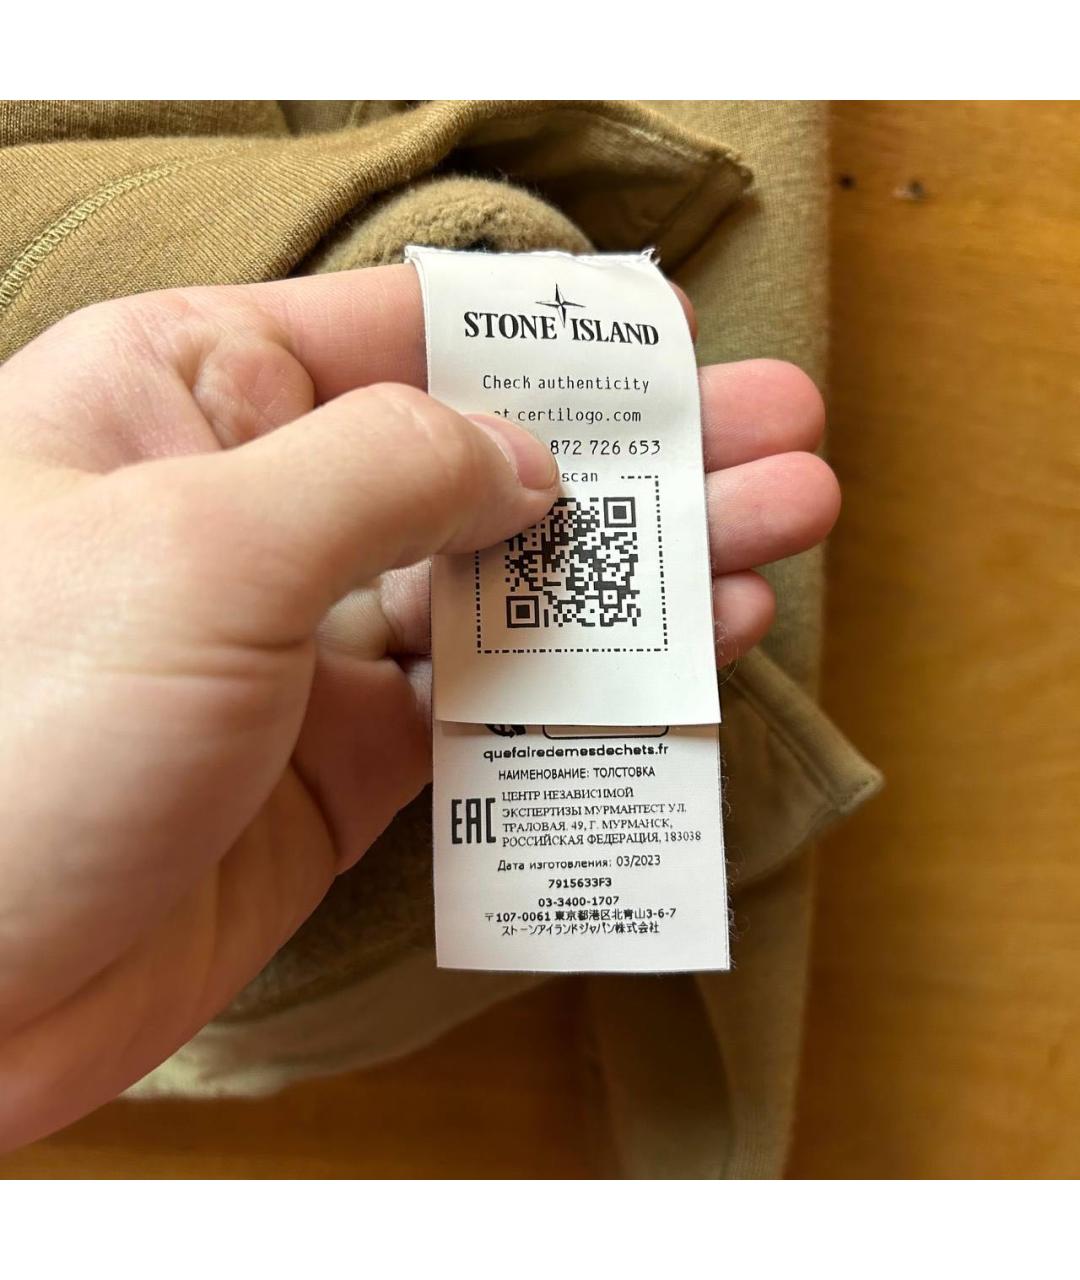 STONE ISLAND
Check authenticity
certilogo.com
872 726 653
scan
quefairedemesdechets.fr
НАИМЕНОВАНИЕ: ТОЛСТОВКА
EAC
ЦЕНТР НЕЗАВИСIМОЙ
ЭКСПЕРТИЗЫ МУРМАНТЕСТ УЛ.
ТРАЛОВАЯ. 49, Г. МУРМАНСК,
РОССИЙСКАЯ ФЕДЕРАЦИЯ, 183038
Дата изготовления: 03/2023
7915633F3
03-3400-1707
〒107-0061 東京都港区北青山3-6-7
ストーンアイランドジャパン株式会社